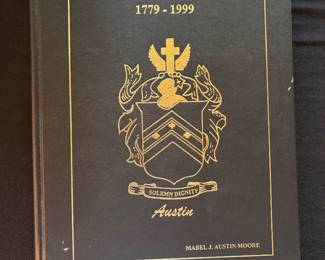 1779 - 1999
SOLEMN DIGNITY
Austin
MABEL J. AUSTIN MOORE